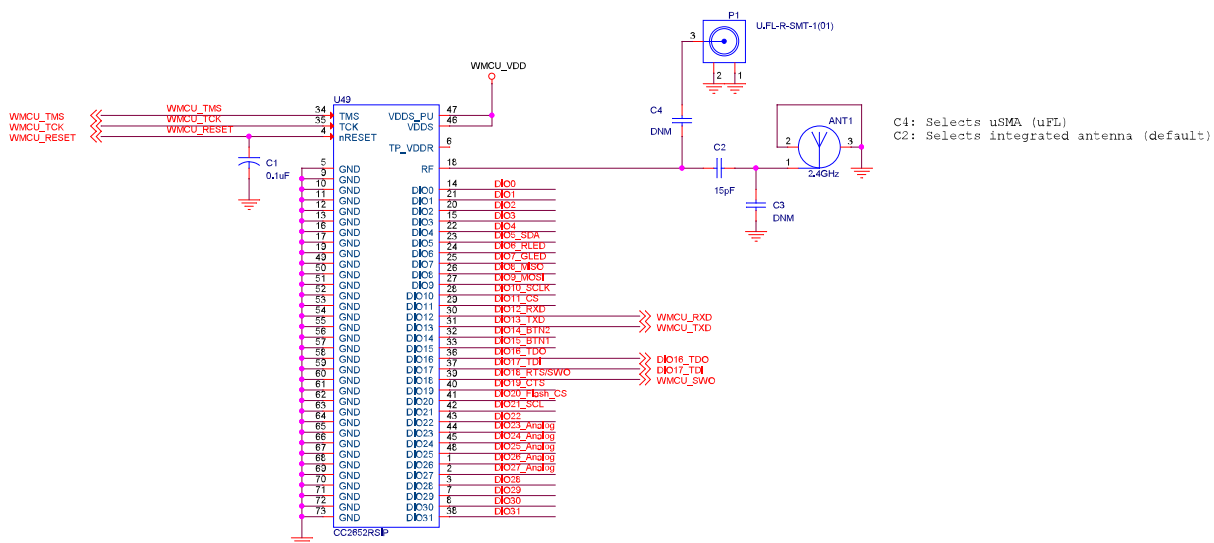 P1
U.FL-R-SMT-1(01)
3
2
1
WMCU_VDD
C4
DNM
ANT1
2
3
1
2.4GHz
C4: Selects uSMA (uFL)
C2: Selects integrated antenna (default)
C2
15pF
C3
DNM
WMCU_TMS
WMCU_TCK
WMCU_RESET
WMCU_TMS
WMCU_TCK
WMCU_RESET
C1
0.1uF
U49
34 TMS VDDS_PU 47
35 TCK VDDS 46
4 nRESET
TP_VDDR 6
5 GND RF 18
9 GND
10 GND DIO0 14 DIO0
11 GND DIO1 21 DIO1
12 GND DIO2 20 DIO2
13 GND DIO3 15 DIO3
16 GND DIO4 22 DIO4
17 GND DIO5 23 DIO5_SDA
19 GND DIO6 24 DIO6_RLED
49 GND DIO7 25 DIO7_GLED
50 GND DIO8 26 DIO8_MISO
51 GND DIO9 27 DIO9_MOSI
52 GND DIO10 28 DIO10_SCLK
53 GND DIO11 29 DIO11_CS
54 GND DIO12 30 DIO12_RXD WMCU_RXD
55 GND DIO13 31 DIO13_TXD WMCU_TXD
56 GND DIO14 32 DIO14_BTN2
57 GND DIO15 33 DIO15_BTN1
58 GND DIO16 36 DIO16_TDO DIO16_TDO
59 GND DIO17 37 DIO17_TDI DIO17_TDI
60 GND DIO18 39 DIO18_RTS/SWO WMCU_SWO
61 GND DIO19 40 DIO19_CTS
62 GND DIO20 41 DIO20_Flash_CS
63 GND DIO21 42 DIO21_SCL
64 GND DIO22 43 DIO22
65 GND DIO23 44 DIO23_Analog
66 GND DIO24 45 DIO24_Analog
67 GND DIO25 48 DIO25_Analog
68 GND DIO26 1 DIO26_Analog
69 GND DIO27 2 DIO27_Analog
70 GND DIO28 3 DIO28
71 GND DIO29 7 DIO29
72 GND DIO30 8 DIO30
73 GND DIO31 38 DIO31
CC2652RSIP